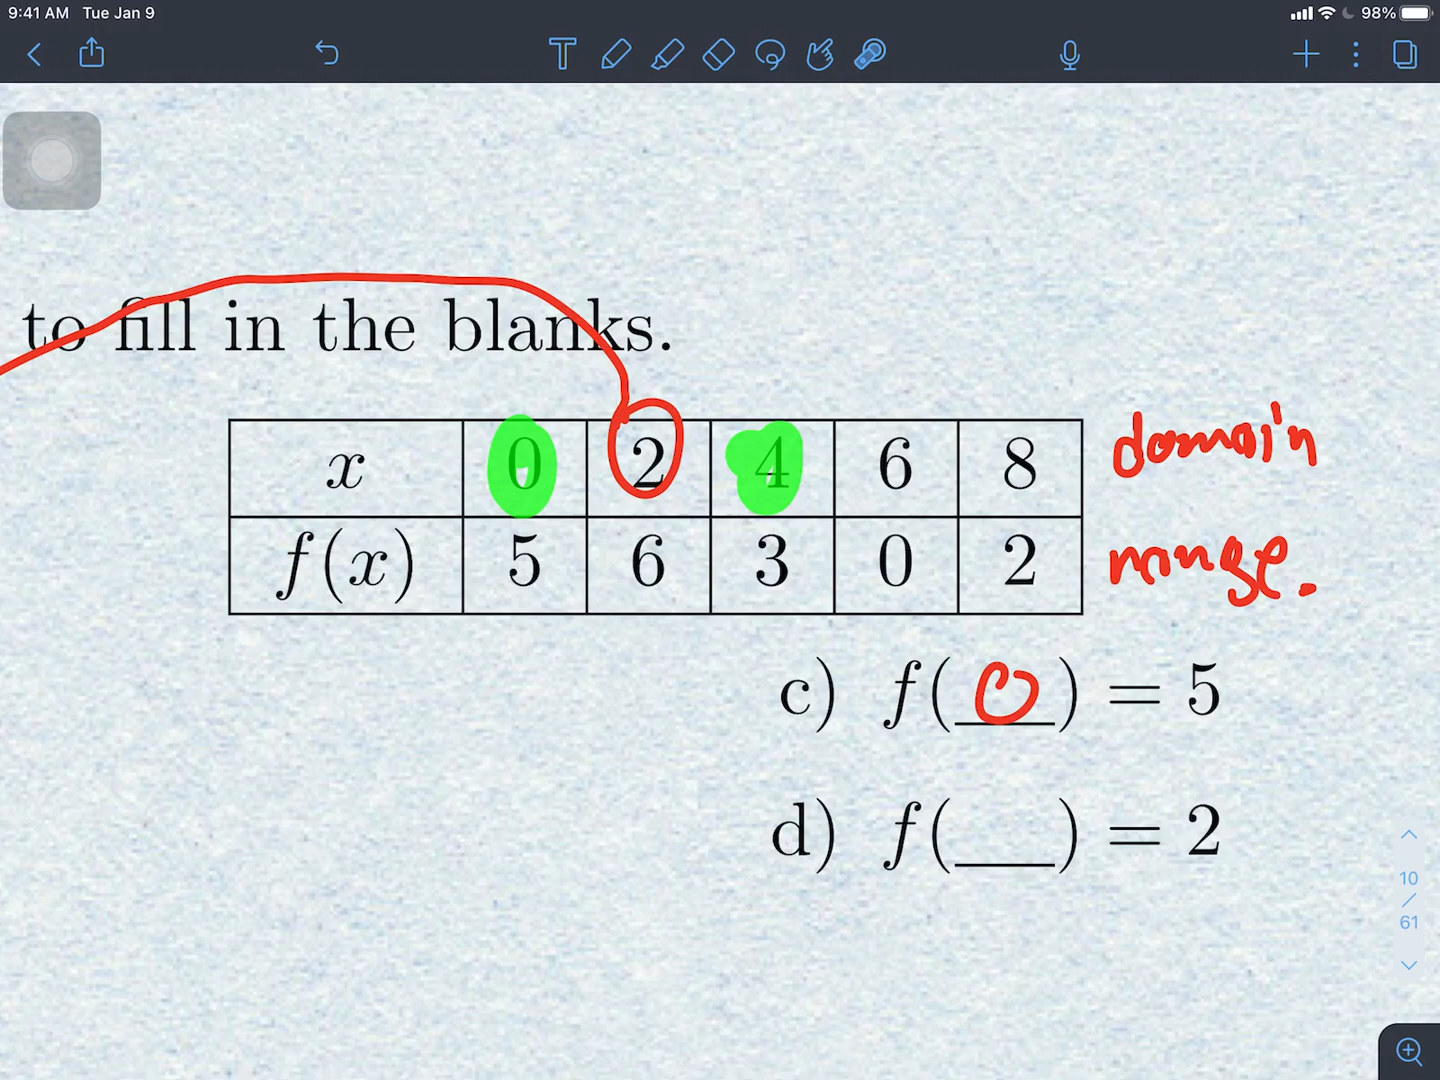 9:41 AM Tue Jan 9
98%
T
to fill in the blanks.
x 0 2 4 6 8 domain
f(x) 5 6 3 0 2 range.
c) f(0) = 5
d) f(__) = 2
10
/
61